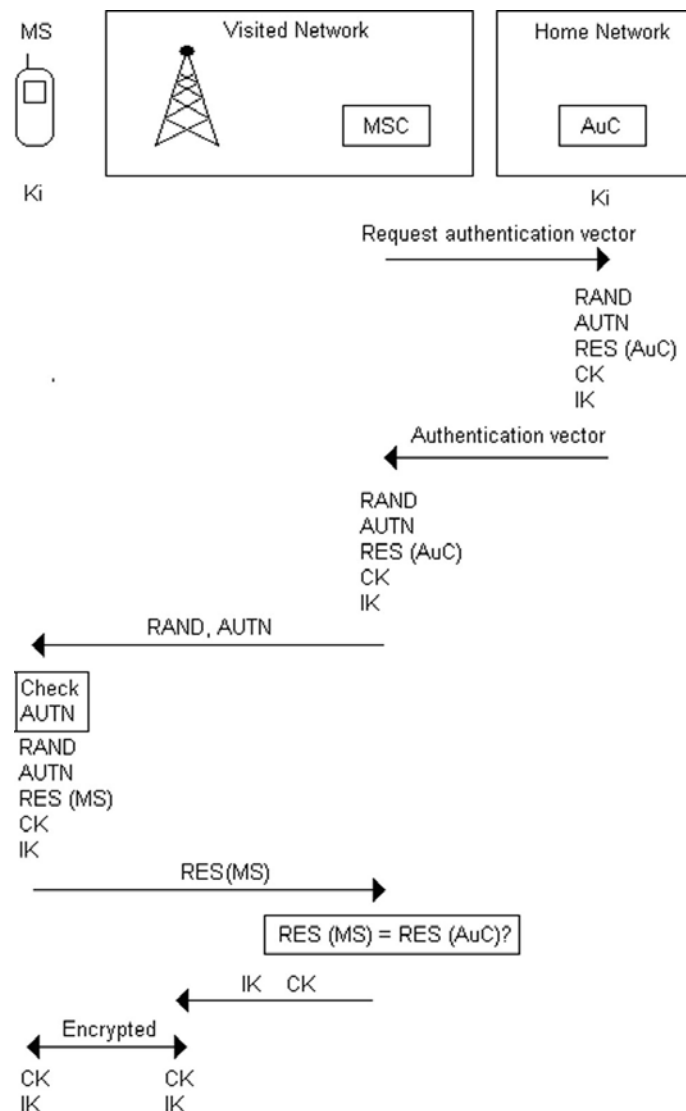 MS
Visited Network
Home Network
MSC
AuC
Ki
Ki
Request authentication vector
RAND
AUTN
RES (AuC)
CK
IK
Authentication vector
RAND
AUTN
RES (AuC)
CK
IK
RAND, AUTN
Check
AUTN
RAND
AUTN
RES (MS)
CK
IK
RES(MS)
RES (MS) = RES (AuC)?
IK CK
Encrypted
CK
IK
CK
IK